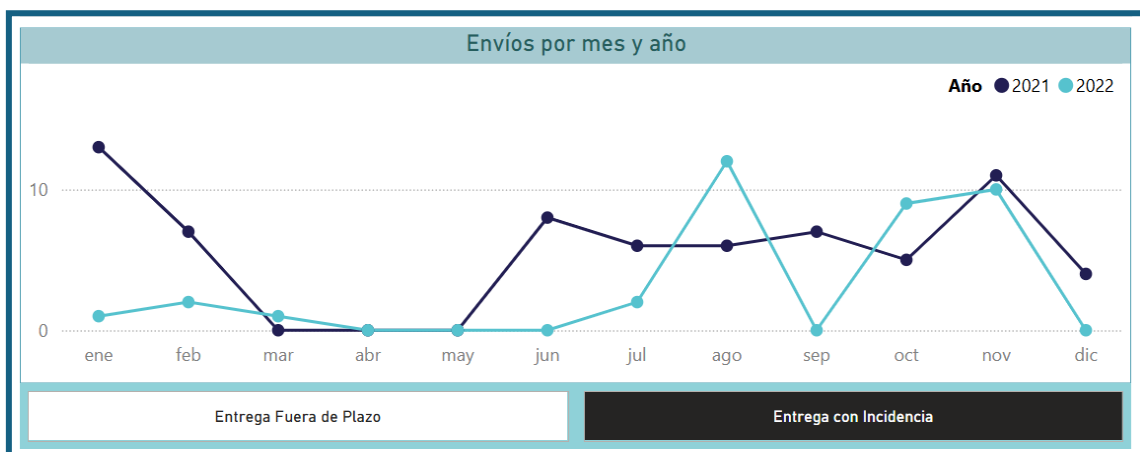 Envíos por mes y año
Año 2021 2022
10
0
ene feb mar abr may jun jul ago sep oct nov dic
Entrega Fuera de Plazo Entrega con Incidencia